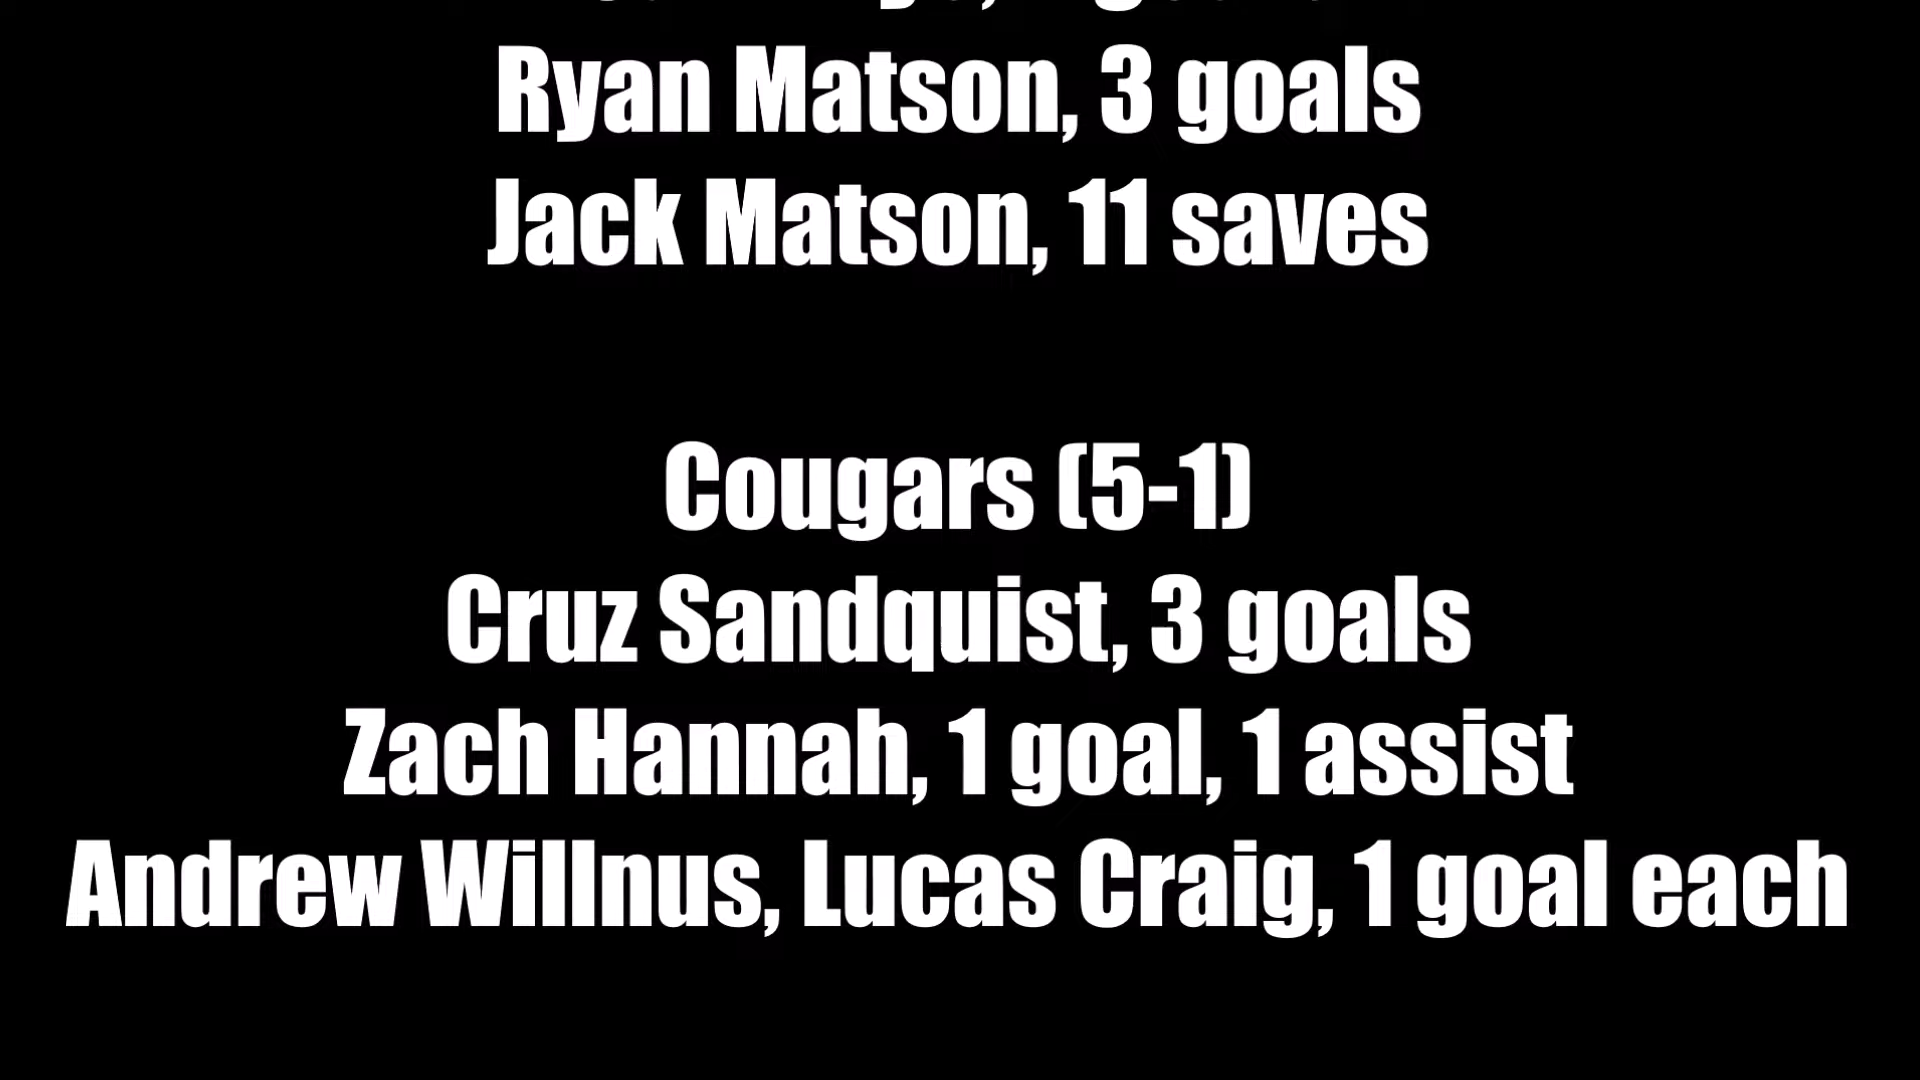 Ryan Matson, 3 goals
Jack Matson, 11 saves
Cougars (5-1)
Cruz Sandquist, 3 goals
Zach Hannah, 1 goal, 1 assist
Andrew Willnus, Lucas Craig, 1 goal each